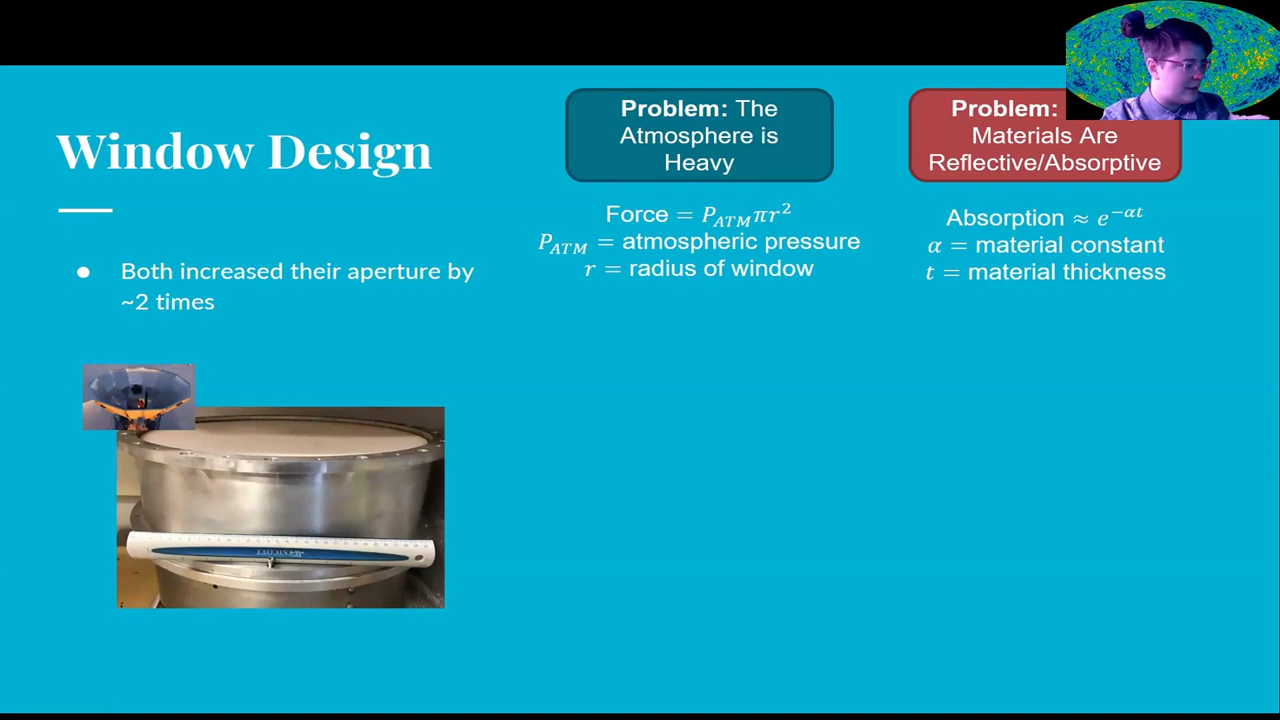 Window Design
Both increased their aperture by
~2 times
Problem: The
Atmosphere is
Heavy
Force = P_ATM πr²
P_ATM = atmospheric pressure
r = radius of window
Problem:
Materials Are
Reflective/Absorptive
Absorption ≈ e^−αt
α = material constant
t = material thickness